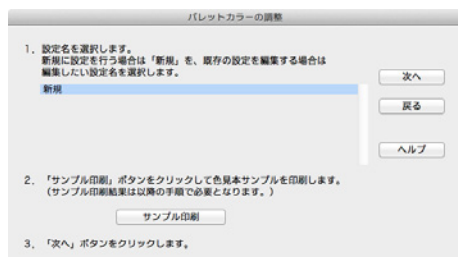 パレットカラーの調整
1. 設定名を選択します。
新規に設定を行う場合は「新規」を、既存の設定を編集する場合は
編集したい設定名を選択します。
新規
次へ
戻る
ヘルプ
2. 「サンプル印刷」ボタンをクリックして色見本サンプルを印刷します。
(サンプル印刷結果は以降の手順で必要となります。)
サンプル印刷
3. 「次へ」ボタンをクリックします。